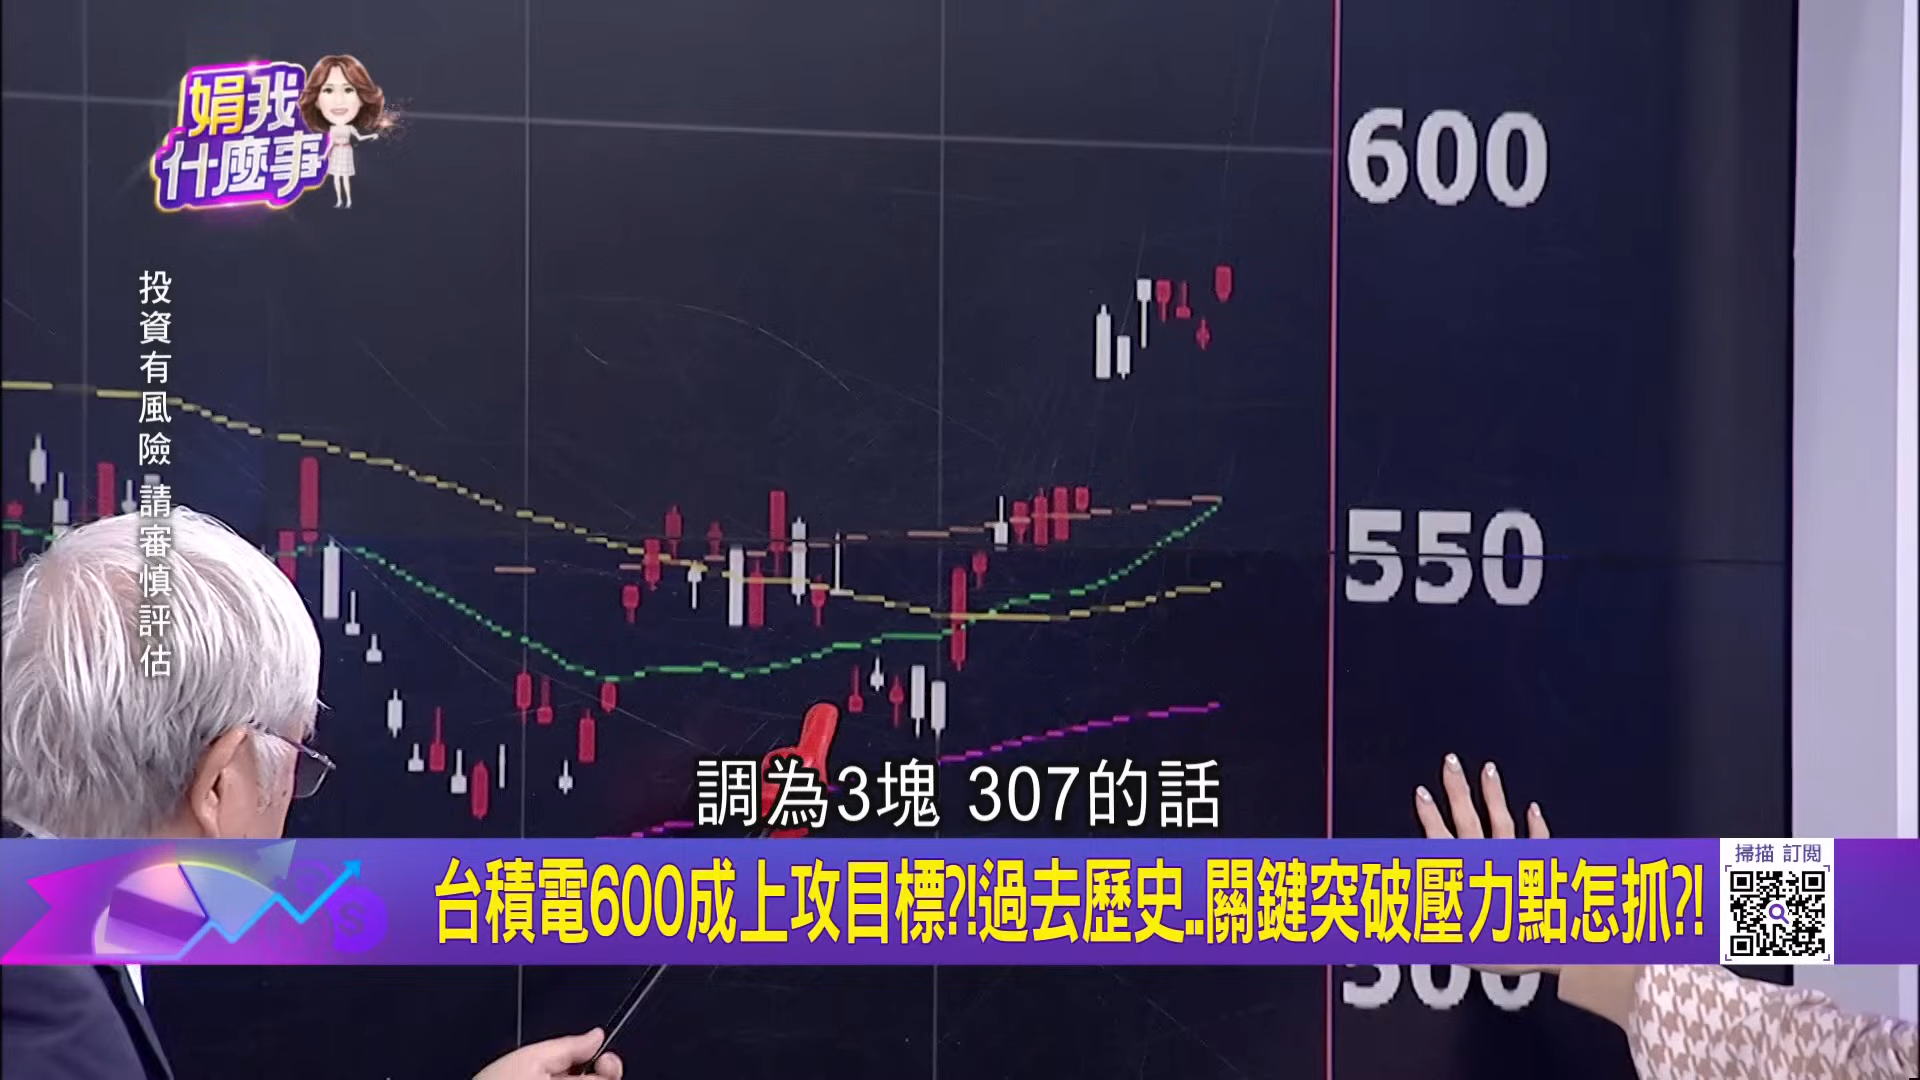 娟我
什麼事
投資有風險 請審慎評估
600
550
500
調為3塊 307的話
台積電600成上攻目標?!過去歷史..關鍵突破壓力點怎抓?!
掃描 訂閱